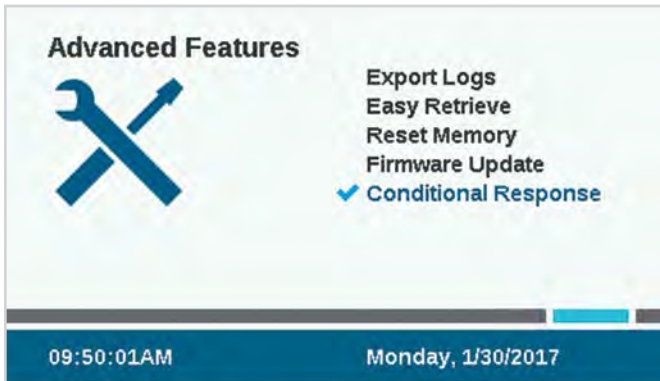 Advanced Features
Export Logs
Easy Retrieve
Reset Memory
Firmware Update
Conditional Response
09:50:01AM
Monday, 1/30/2017